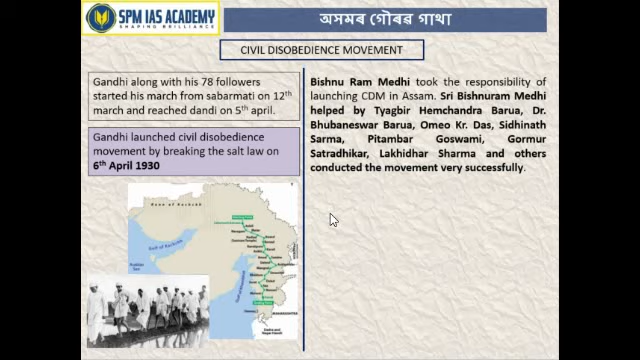 SPM IAS ACADEMY
SHAPING BRILLIANCE
অসমৰ গৌৰৱ গাথা
CIVIL DISOBEDIENCE MOVEMENT
Gandhi along with his 78 followers
started his march from sabarmati on 12th
march and reached dandi on 5th april.
Gandhi launched civil disobedience
movement by breaking the salt law on
6th April 1930
Bishnu Ram Medhi took the responsibility of
launching CDM in Assam. Sri Bishnuram Medhi
helped by Tyagbir Hemchandra Barua, Dr.
Bhubaneswar Barua, Omeo Kr. Das, Sidhinath
Sarma, Pitambar Goswami, Gormur
Satradhikar, Lakhidhar Sharma and others
conducted the movement very successfully.
Gulf of Kachchh